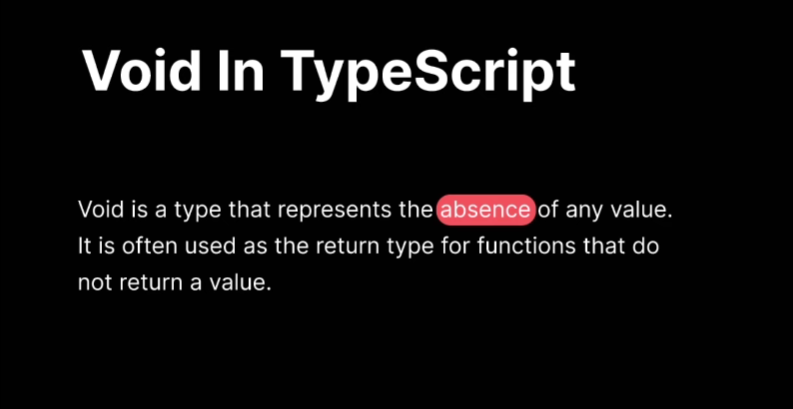 Void In TypeScript
Void is a type that represents the absence of any value.
It is often used as the return type for functions that do
not return a value.